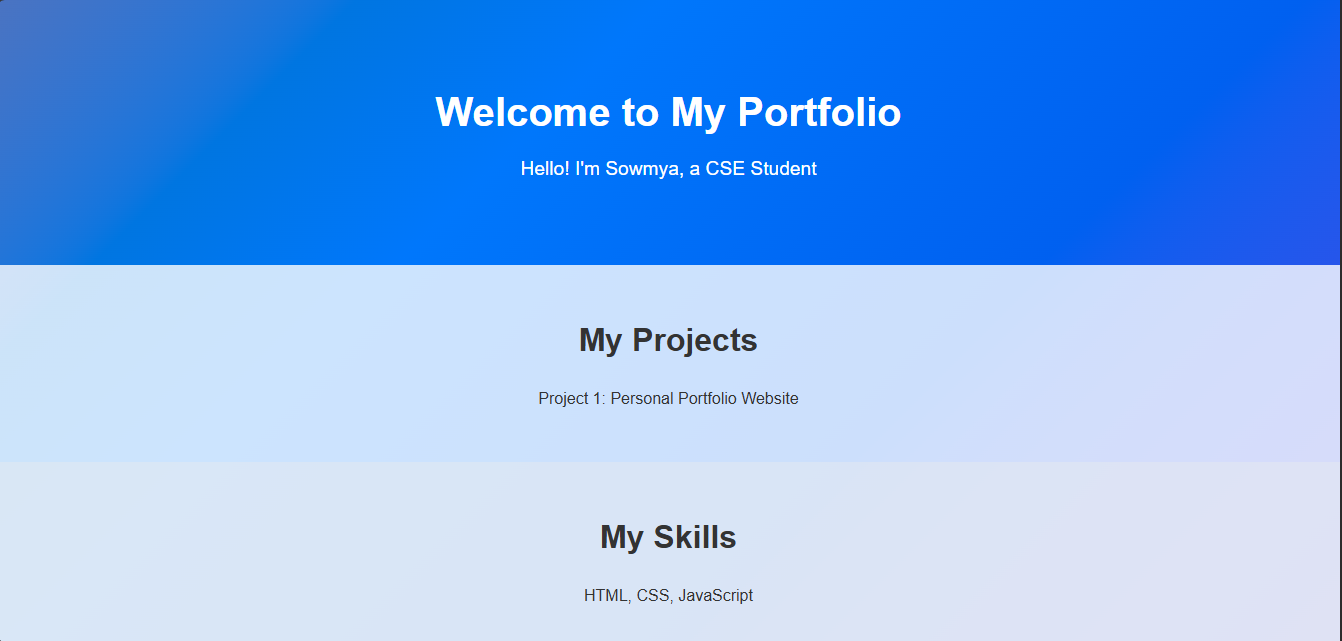 Welcome to My Portfolio
Hello! I'm Sowmya, a CSE Student
My Projects
Project 1: Personal Portfolio Website
My Skills
HTML, CSS, JavaScript